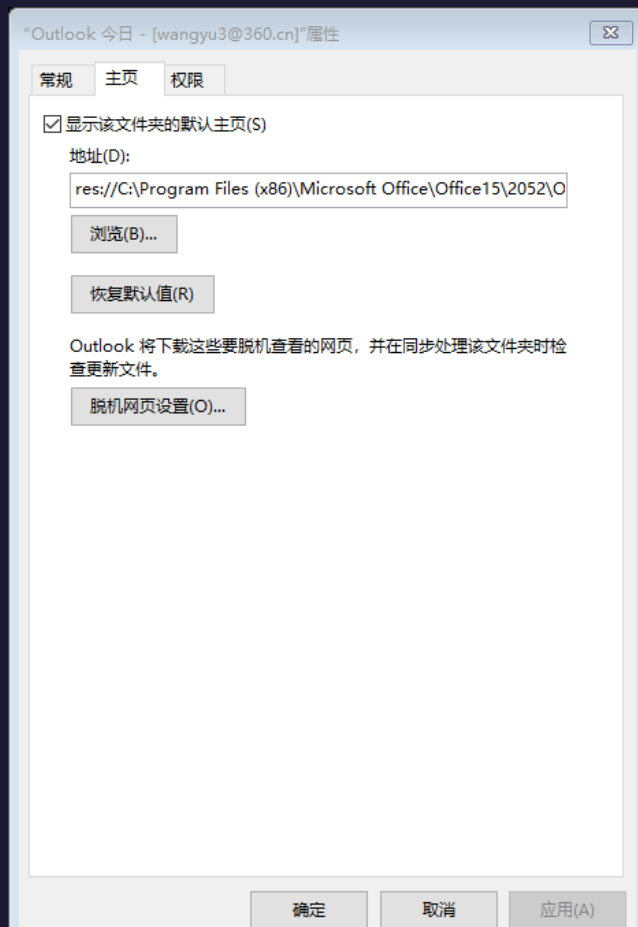 “Outlook 今日 - [wangyu3@360.cn]”属性
常规 主页 权限
显示该文件夹的默认主页(S)
地址(D):
res://C:\Program Files (x86)\Microsoft Office\Office15\2052\O
浏览(B)...
恢复默认值(R)
Outlook 将下载这些要脱机查看的网页，并在同步处理该文件夹时检
查更新文件。
脱机网页设置(O)...
确定 取消 应用(A)